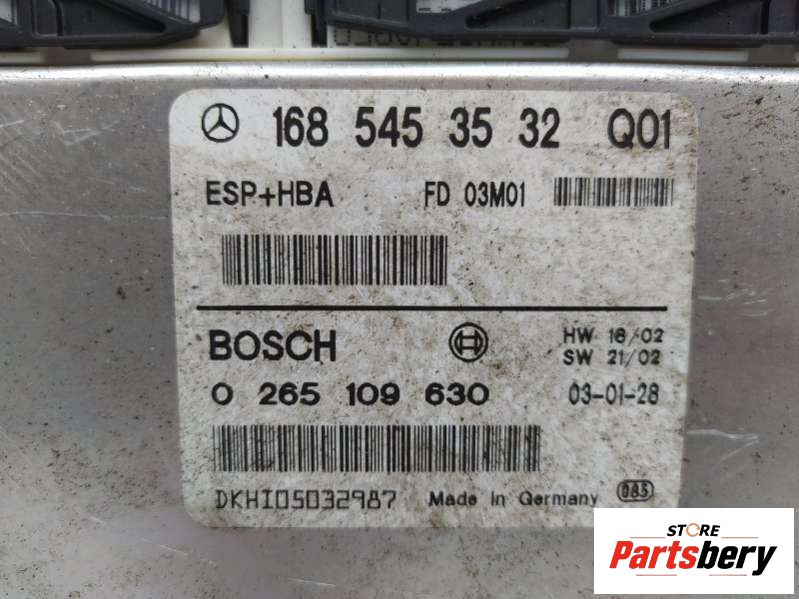 168 545 35 32 Q01
ESP+HBA FD 03M01
BOSCH HW 16/02
SW 21/02
0 265 109 630 03-01-28
DKHI05032987 Made In Germany 085
STORE
Partsbery